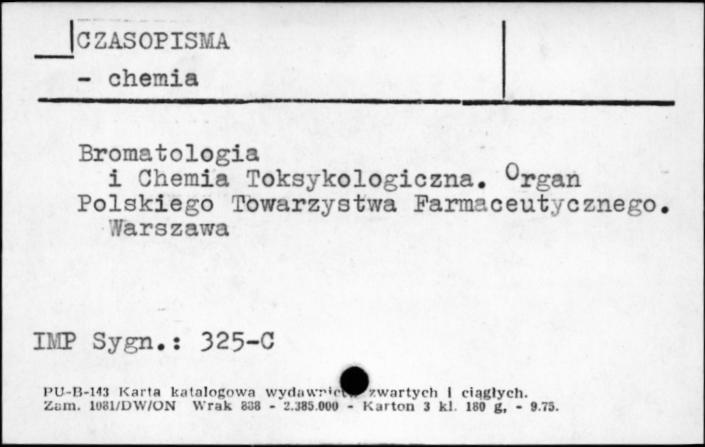 CZASOPISMA
- chemia
Bromatologia
i Chemia Toksykologiczna. Organ
Polskiego Towarzystwa Farmaceutycznego.
Warszawa
IMP Sygn.: 325-C
PU-B-143 Karta katalogowa zwartych i ciągłych.
Zam. 1081/DW/ON Wrak 838 - 2.385.000 - Karton 3 kl. 180 g, - 9.75.